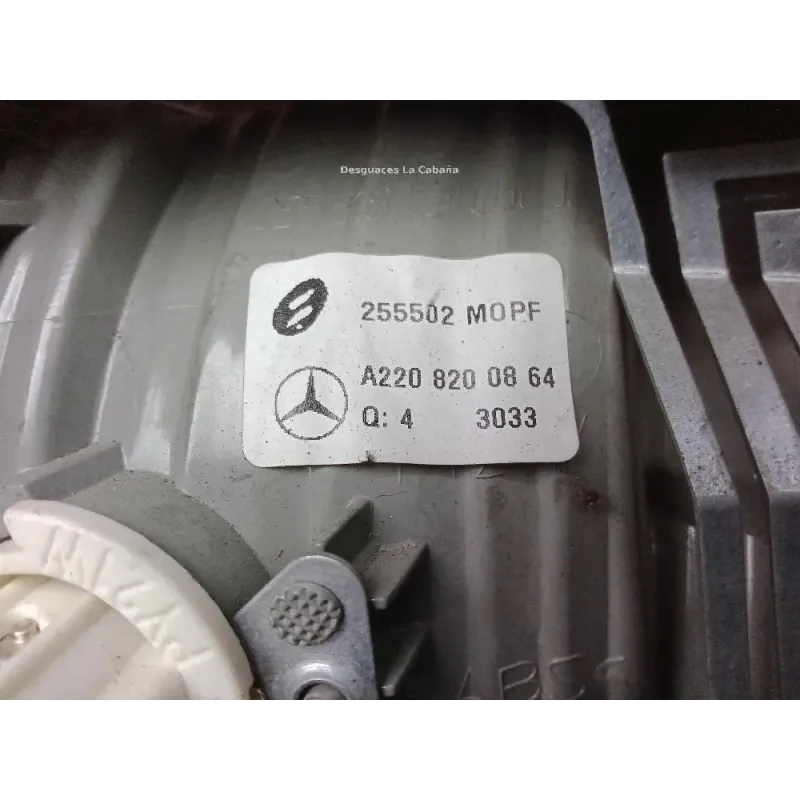 Desguaces La Cabaña
255502 MOPF
A220 820 08 64
Q: 4 3033